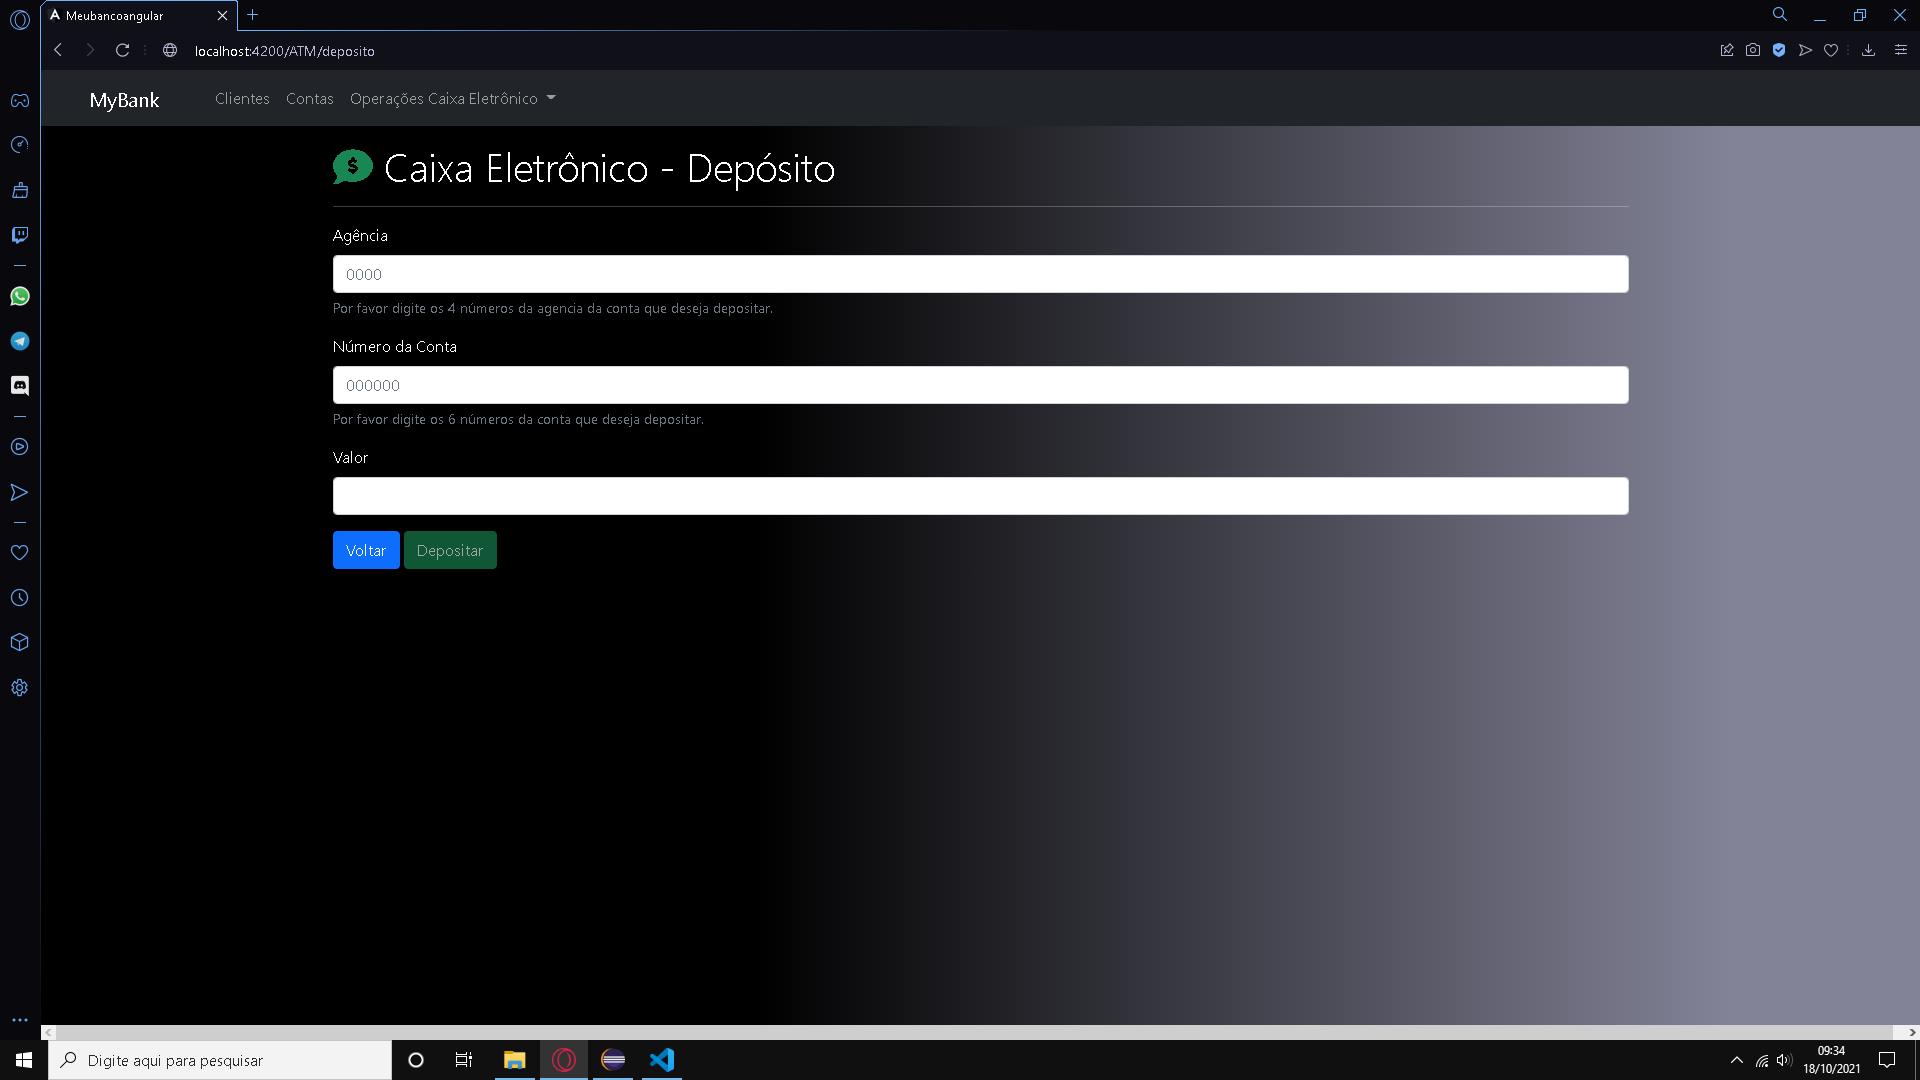 Meubancoangular
localhost:4200/ATM/deposito
MyBank
Clientes
Contas
Operações Caixa Eletrônico
$ Caixa Eletrônico - Depósito
Agência
0000
Por favor digite os 4 números da agencia da conta que deseja depositar.
Número da Conta
000000
Por favor digite os 6 números da conta que deseja depositar.
Valor
Voltar
Depositar
Digite aqui para pesquisar
09:34
18/10/2021